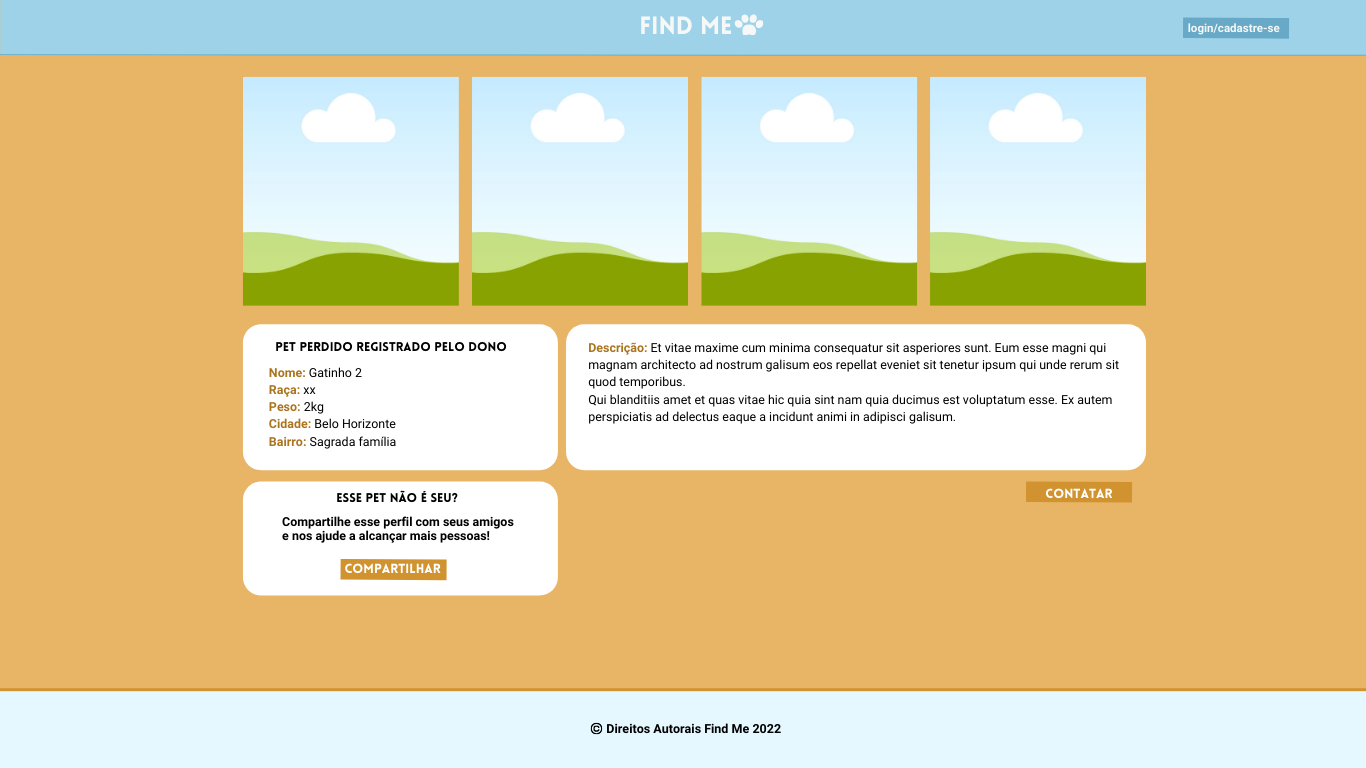 FIND ME
login/cadastre-se
PET PERDIDO REGISTRADO PELO DONO
Nome: Gatinho 2
Raça: xx
Peso: 2kg
Cidade: Belo Horizonte
Bairro: Sagrada família
Descrição: Et vitae maxime cum minima consequatur sit asperiores sunt. Eum esse magni qui
magnam architecto ad nostrum galisum eos repellat eveniet sit tenetur ipsum qui unde rerum sit
quod temporibus.
Qui blanditiis amet et quas vitae hic quia sint nam quia ducimus est voluptatum esse. Ex autem
perspiciatis ad delectus eaque a incidunt animi in adipisci galisum.
ESSE PET NÃO É SEU?
Compartilhe esse perfil com seus amigos
e nos ajude a alcançar mais pessoas!
COMPARTILHAR
CONTATAR
© Direitos Autorais Find Me 2022